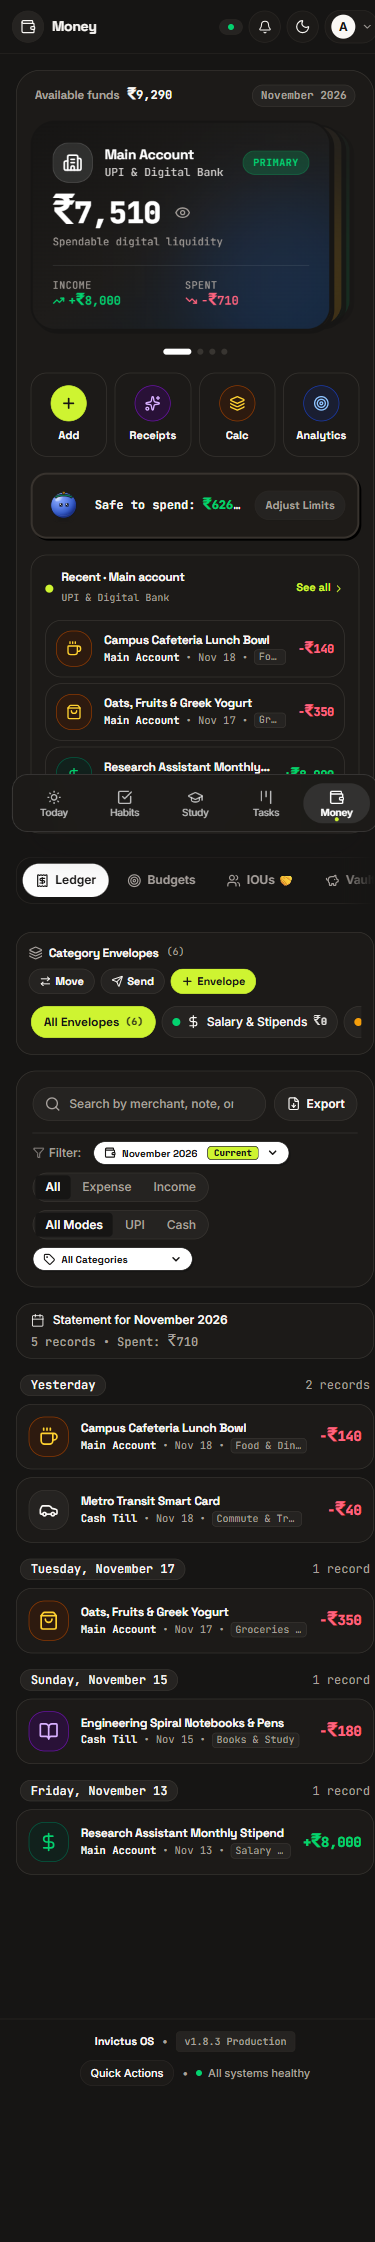 Money
A
Available funds ₹9,290
November 2026
Main Account
UPI & Digital Bank
PRIMARY
₹7,510
Spendable digital liquidity
INCOME
SPENT
+₹8,000
-₹710
Add
Receipts
Calc
Analytics
Safe to spend: ₹626…
Adjust Limits
Recent · Main account
UPI & Digital Bank
See all
Campus Cafeteria Lunch Bowl
Main Account • Nov 18 • Fo…
-₹140
Oats, Fruits & Greek Yogurt
Main Account • Nov 17 • Gr…
-₹350
Research Assistant Monthly…
+₹8,000
Today
Habits
Study
Tasks
Money
Ledger
Budgets
IOUs 🤝
Vau
Category Envelopes (6)
Move
Send
+ Envelope
All Envelopes (6)
Salary & Stipends ₹0
Search by merchant, note, or
Export
Filter:
November 2026
Current
All
Expense
Income
All Modes
UPI
Cash
All Categories
Statement for November 2026
5 records • Spent: ₹710
Yesterday
2 records
Campus Cafeteria Lunch Bowl
Main Account • Nov 18 • Food & Din…
-₹140
Metro Transit Smart Card
Cash Till • Nov 18 • Commute & Tr…
-₹40
Tuesday, November 17
1 record
Oats, Fruits & Greek Yogurt
Main Account • Nov 17 • Groceries …
-₹350
Sunday, November 15
1 record
Engineering Spiral Notebooks & Pens
Cash Till • Nov 15 • Books & Study
-₹180
Friday, November 13
1 record
Research Assistant Monthly Stipend
Main Account • Nov 13 • Salary …
+₹8,000
Invictus OS • v1.8.3 Production
Quick Actions • All systems healthy